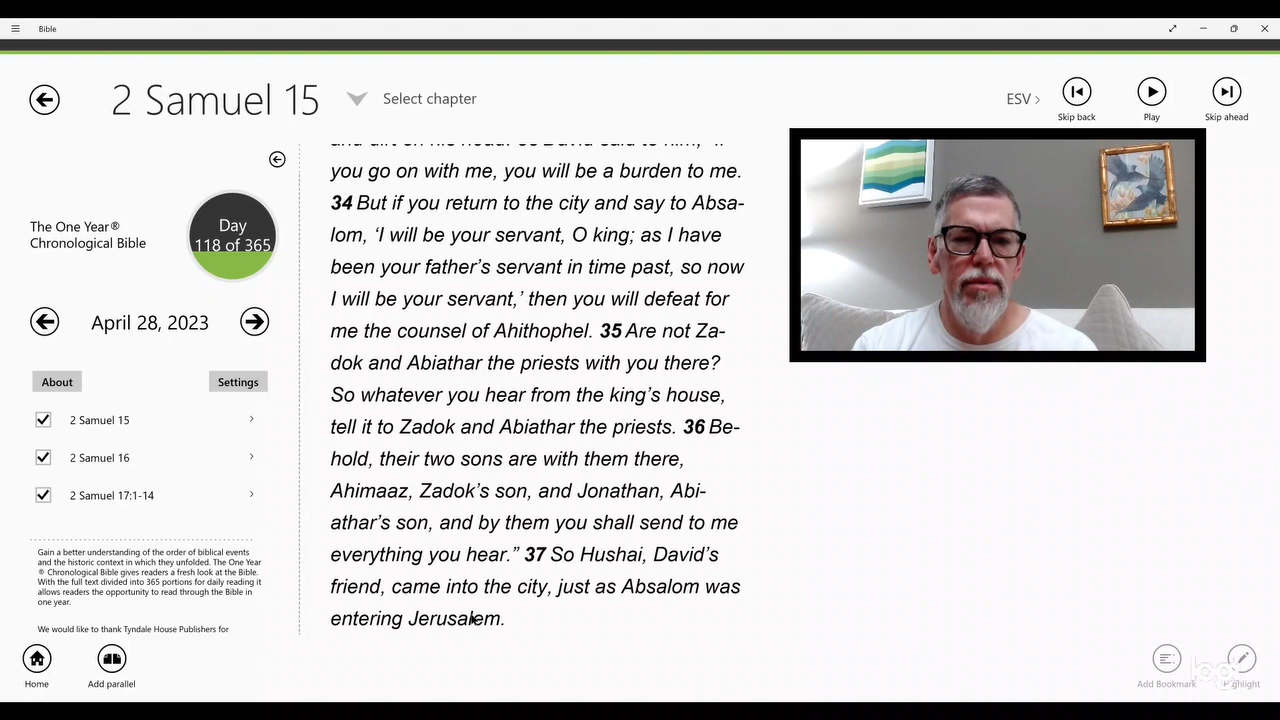 Bible
2 Samuel 15
Select chapter
ESV
Skip back
Play
Skip ahead
The One Year®
Chronological Bible
Day
118 of 365
April 28, 2023
About
Settings
2 Samuel 15
2 Samuel 16
2 Samuel 17:1-14
Gain a better understanding of the order of biblical events
and the historic context in which they unfolded. The One Year
® Chronological Bible gives readers a fresh look at the Bible.
With the full text divided into 365 portions for daily reading it
allows readers the opportunity to read through the Bible in
one year.
We would like to thank Tyndale House Publishers for
you go on with me, you will be a burden to me.
34 But if you return to the city and say to Absa-
lom, ‘I will be your servant, O king; as I have
been your father’s servant in time past, so now
I will be your servant,’ then you will defeat for
me the counsel of Ahithophel. 35 Are not Za-
dok and Abiathar the priests with you there?
So whatever you hear from the king’s house,
tell it to Zadok and Abiathar the priests. 36 Be-
hold, their two sons are with them there,
Ahimaaz, Zadok’s son, and Jonathan, Abi-
athar’s son, and by them you shall send to me
everything you hear.” 37 So Hushai, David’s
friend, came into the city, just as Absalom was
entering Jerusalem.
Home
Add parallel
Add Bookmark
Highlight
logi